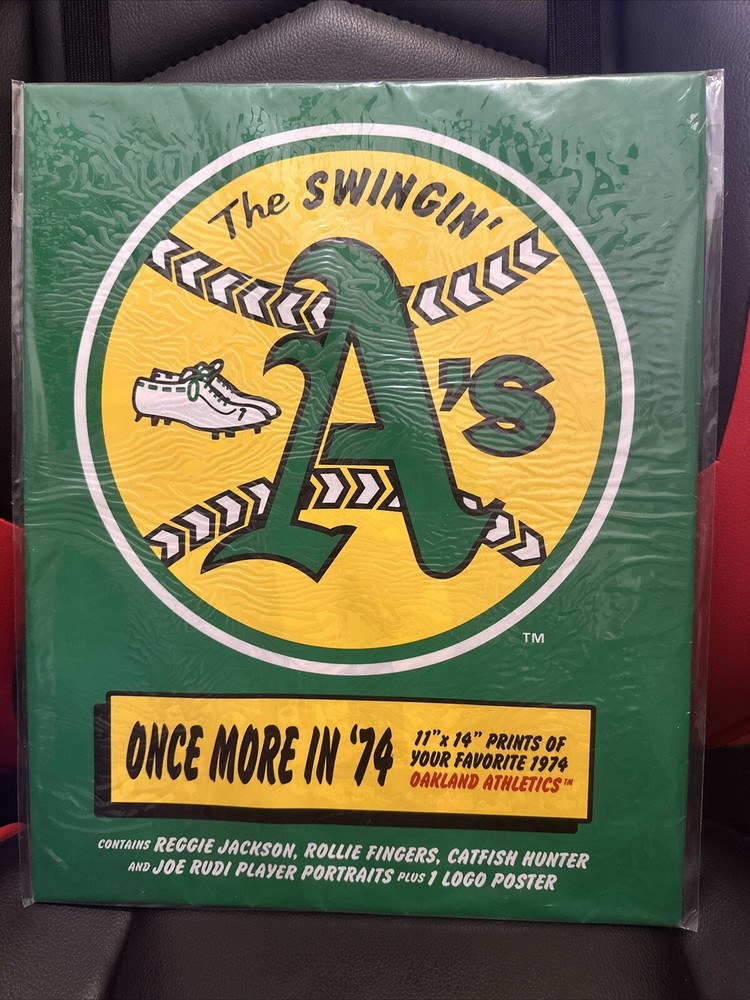 The SWINGIN'
A's
TM
ONCE MORE IN '74
11"x 14" PRINTS OF
YOUR FAVORITE 1974
OAKLAND ATHLETICS™
CONTAINS REGGIE JACKSON, ROLLIE FINGERS, CATFISH HUNTER
AND JOE RUDI PLAYER PORTRAITS PLUS 1 LOGO POSTER